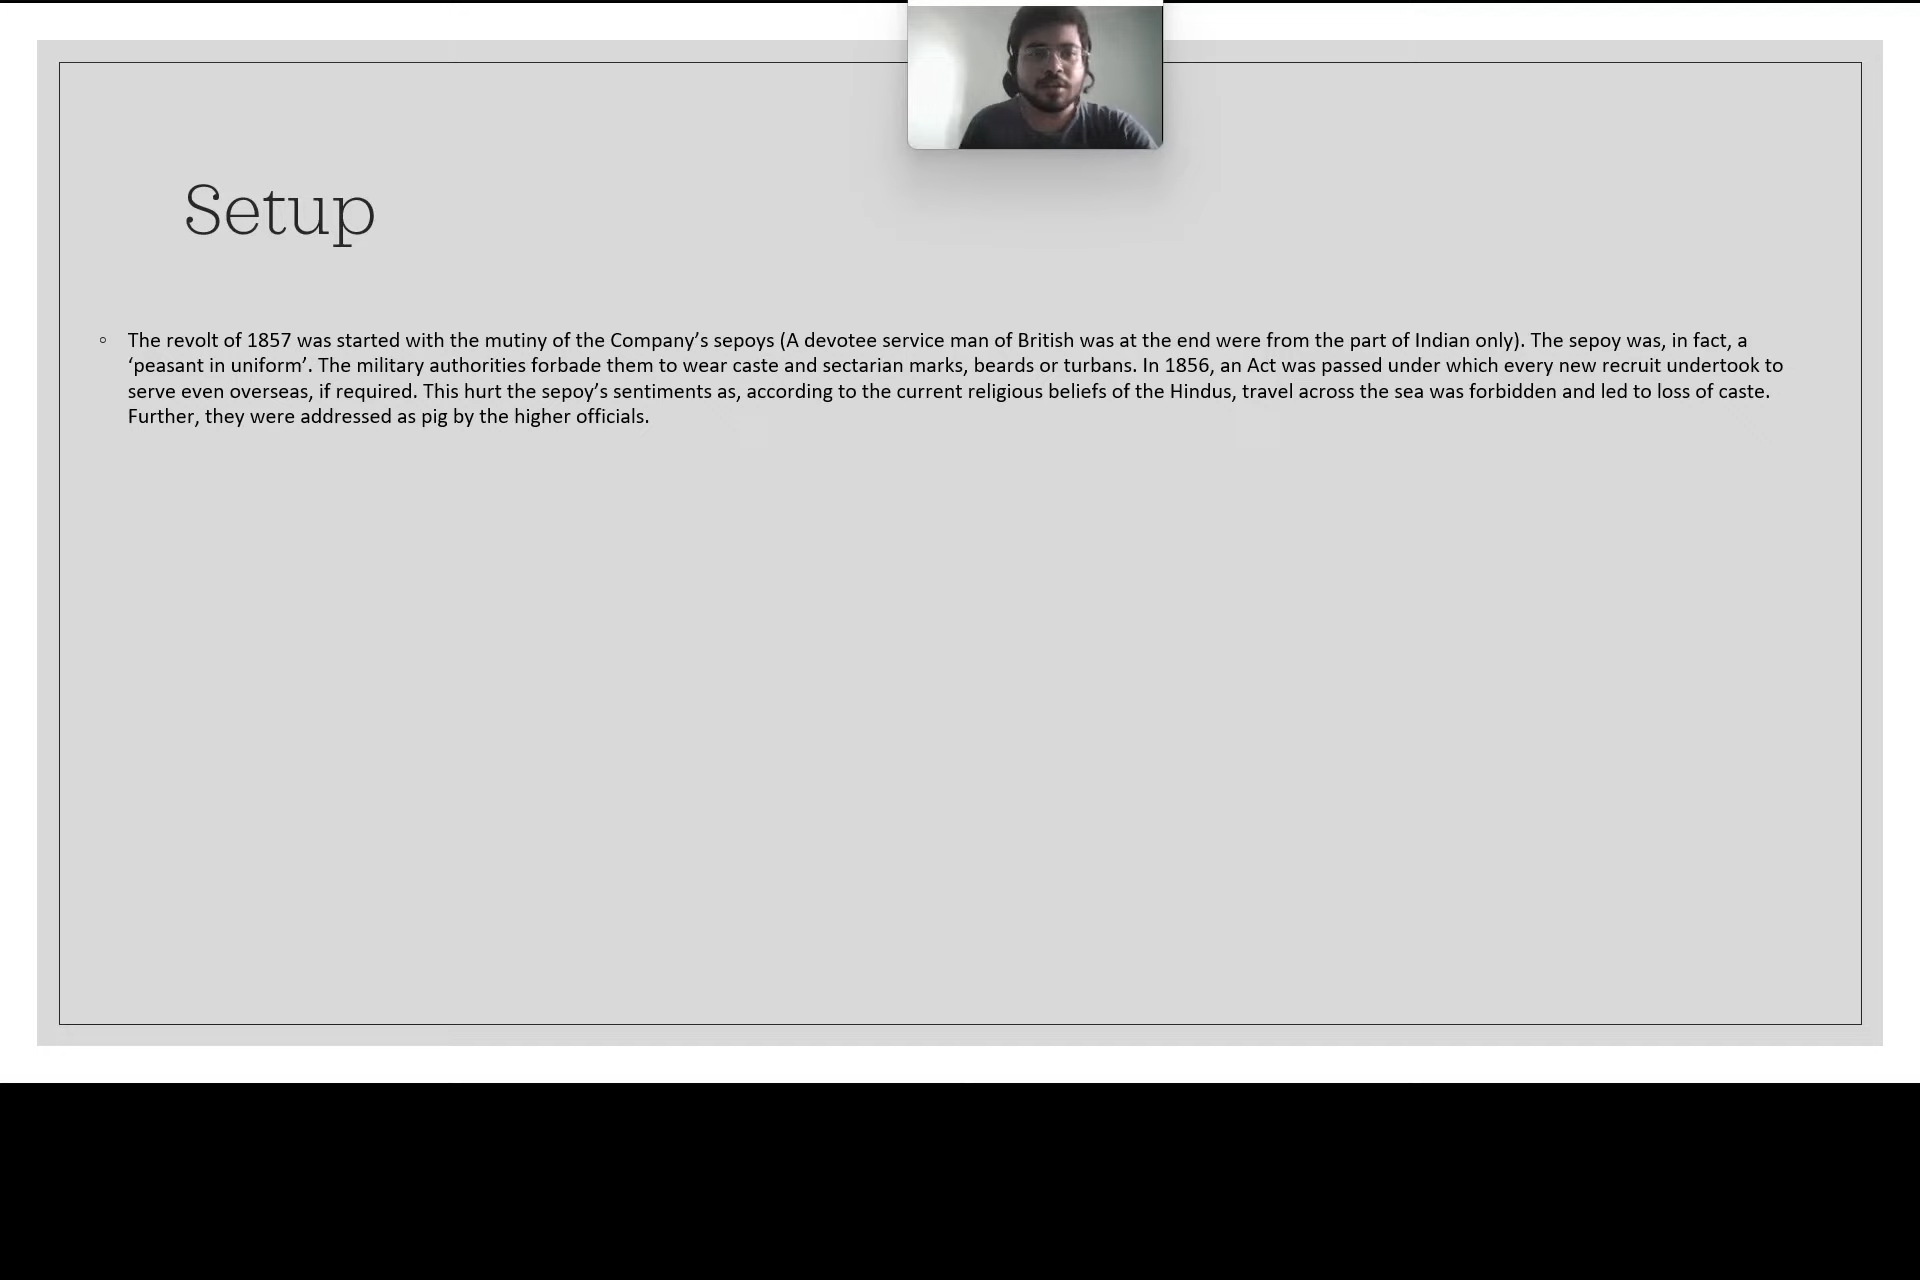 Setup
◦ The revolt of 1857 was started with the mutiny of the Company’s sepoys (A devotee service man of British was at the end were from the part of Indian only). The sepoy was, in fact, a
‘peasant in uniform’. The military authorities forbade them to wear caste and sectarian marks, beards or turbans. In 1856, an Act was passed under which every new recruit undertook to
serve even overseas, if required. This hurt the sepoy’s sentiments as, according to the current religious beliefs of the Hindus, travel across the sea was forbidden and led to loss of caste.
Further, they were addressed as pig by the higher officials.